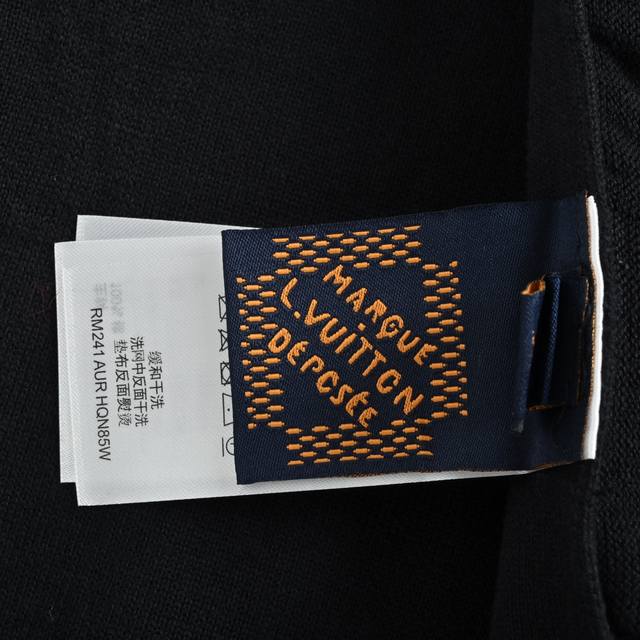 MARQUE
L.VUITTON
DÉPOSÉE
缓和干洗
洗网中反面干洗
垫布反面熨烫
RM241 AUR HQN85W